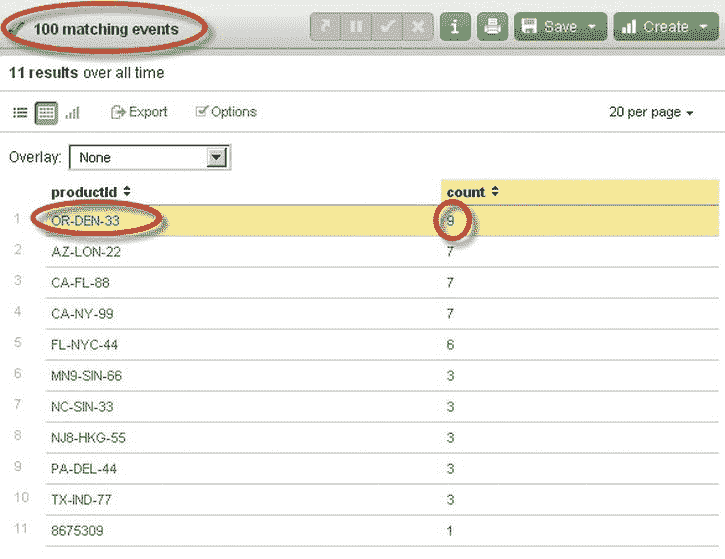 100 matching events
i
Save
Create
11 results over all time
Export
Options
20 per page
Overlay: None
productId count
1 OR-DEN-33 9
2 AZ-LON-22 7
3 CA-FL-88 7
4 CA-NY-99 7
5 FL-NYC-44 6
6 MN9-SIN-66 3
7 NC-SIN-33 3
8 NJ8-HKG-55 3
9 PA-DEL-44 3
10 TX-IND-77 3
11 8675309 1